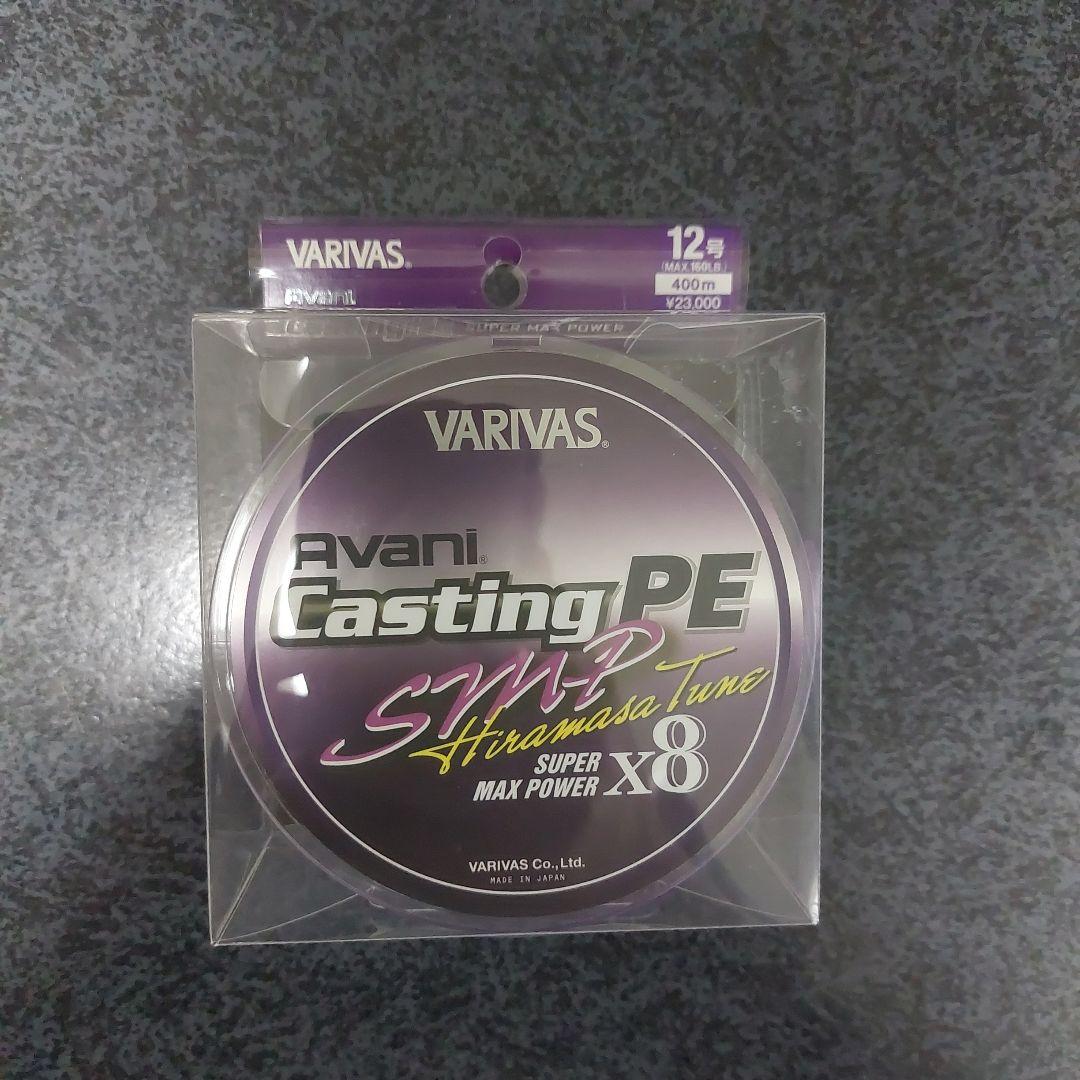 VARIVAS®
12号
(MAX.160LB.)
400m
¥23,000
Avani
SUPER MAX POWER
VARIVAS®
Avani®
Casting PE
SM-P
Hiramasa Tune
SUPER
MAX POWER x8
VARIVAS Co.,Ltd.
MADE IN JAPAN